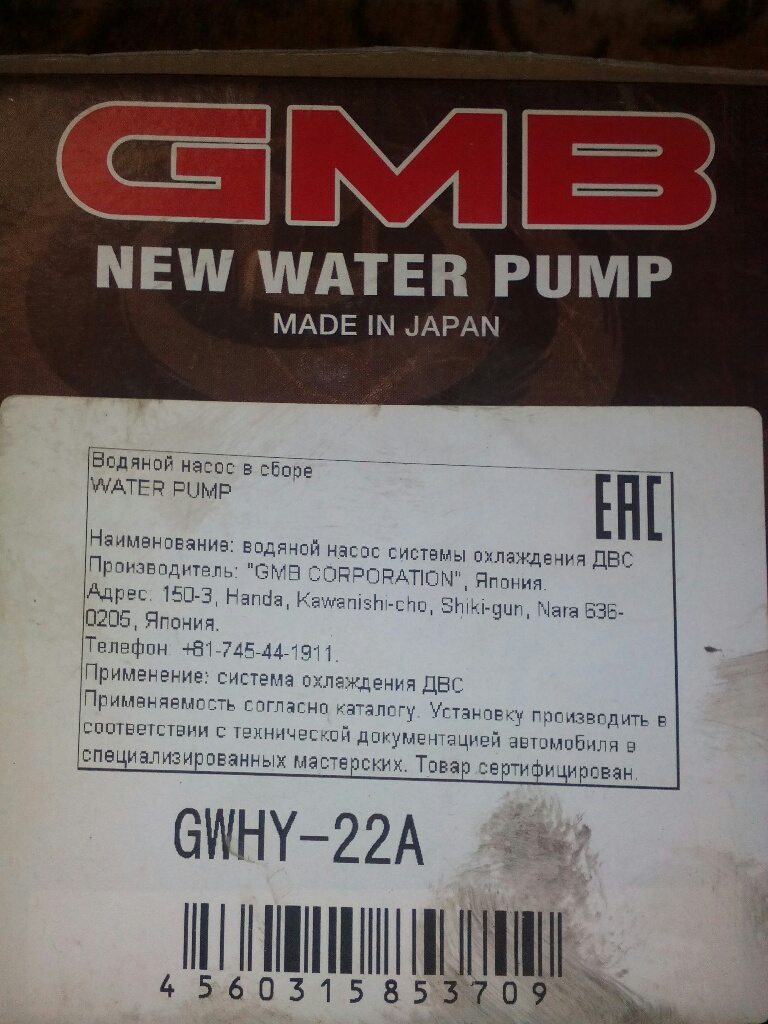 GMB
NEW WATER PUMP
MADE IN JAPAN
Водяной насос в сборе
WATER PUMP
EAC
Наименование: водяной насос системы охлаждения ДВС
Производитель: "GMB CORPORATION", Япония.
Адрес: 150-3, Handa, Kawanishi-cho, Shiki-gun, Nara 636-
0205, Япония.
Телефон: +81-745-44-1911.
Применение: система охлаждения ДВС
Применяемость согласно каталогу. Установку производить в
соответствии с технической документацией автомобиля в
специализированных мастерских. Товар сертифицирован.
GWHY-22A
4560315853709